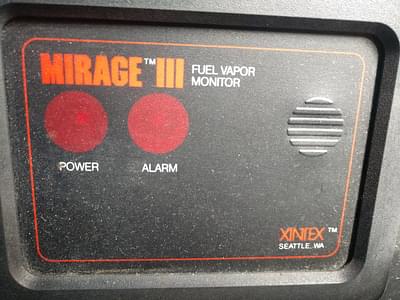 MIRAGE™ III
FUEL VAPOR
MONITOR
POWER
ALARM
XINTEX™
SEATTLE, WA